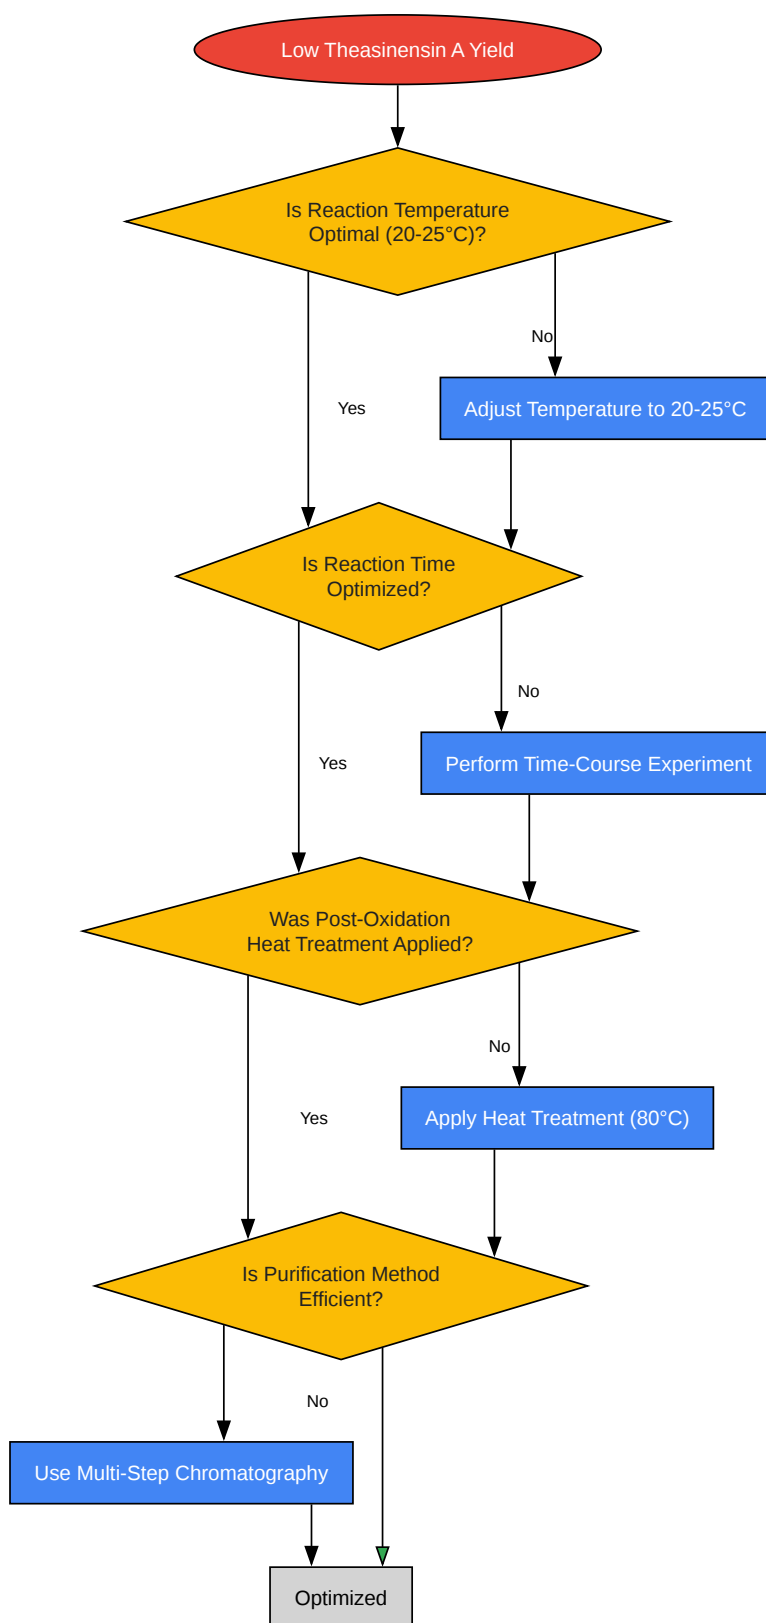 Low Theasinensin A Yield
Is Reaction Temperature
Optimal (20-25°C)?
No
Yes
Adjust Temperature to 20-25°C
Is Reaction Time
Optimized?
No
Yes
Perform Time-Course Experiment
Was Post-Oxidation
Heat Treatment Applied?
No
Yes
Apply Heat Treatment (80°C)
Is Purification Method
Efficient?
No
Use Multi-Step Chromatography
Optimized